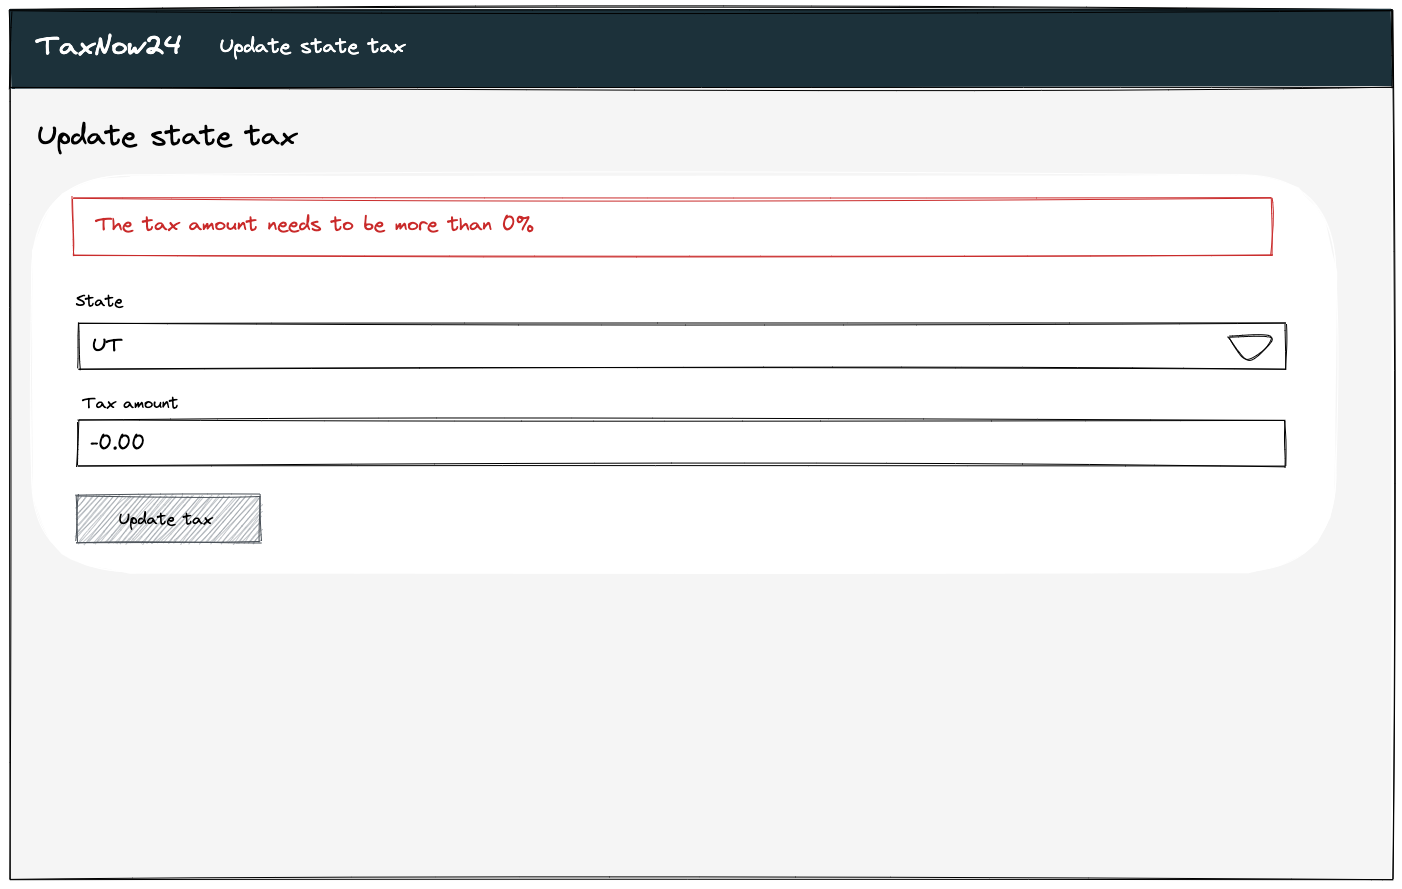 TaxNow24 Update state tax
Update state tax
The tax amount needs to be more than 0%
State
UT
Tax amount
-0.00
Update tax